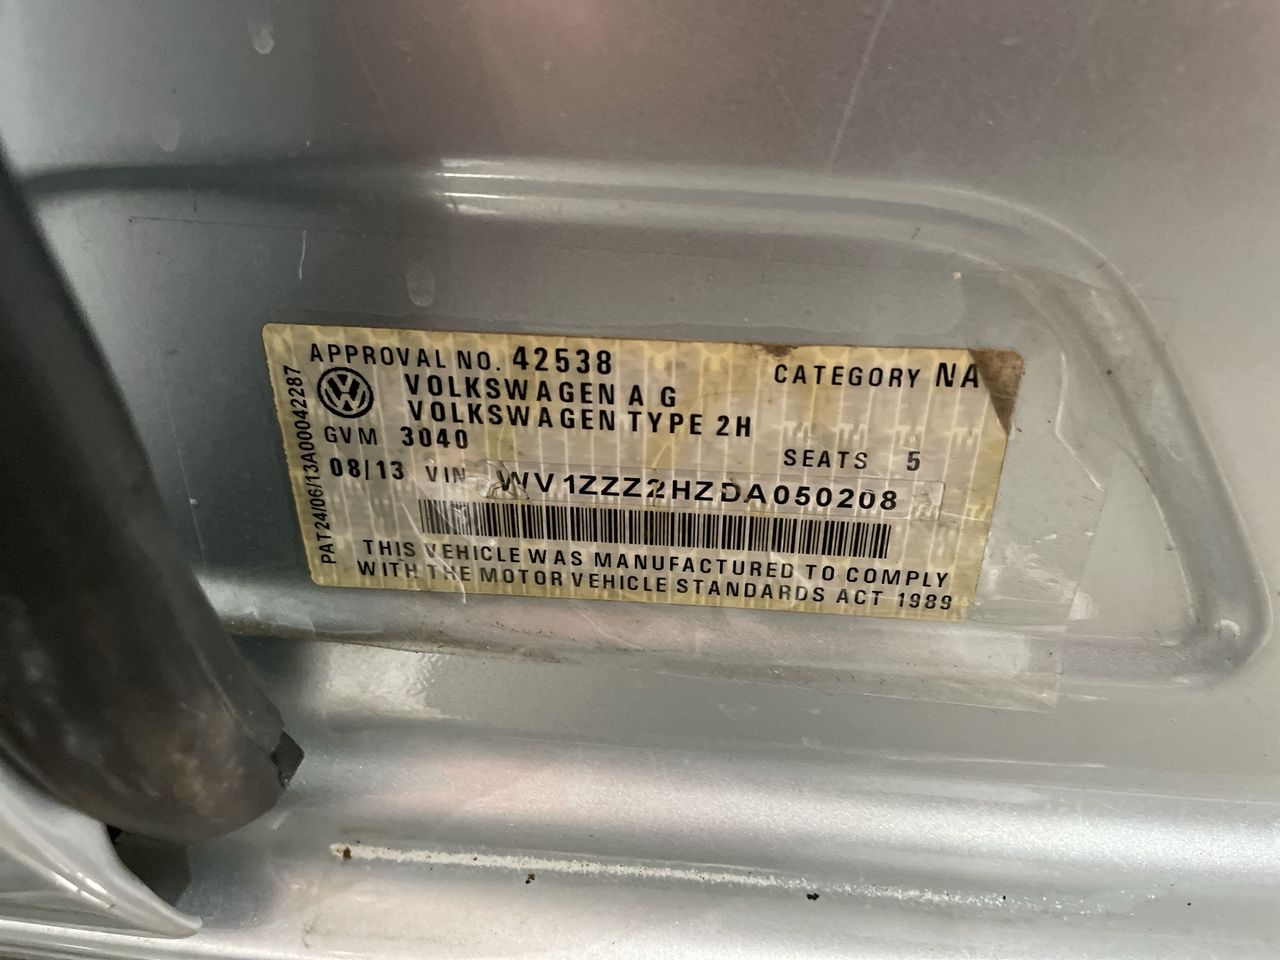 APPROVAL NO. 42538
CATEGORY NA
VOLKSWAGEN A G
VOLKSWAGEN TYPE 2H
GVM 3040
SEATS 5
08/13 VIN WV1ZZZ2HZDA050208
THIS VEHICLE WAS MANUFACTURED TO COMPLY
WITH THE MOTOR VEHICLE STANDARDS ACT 1989
PAT24/06/13A00042287